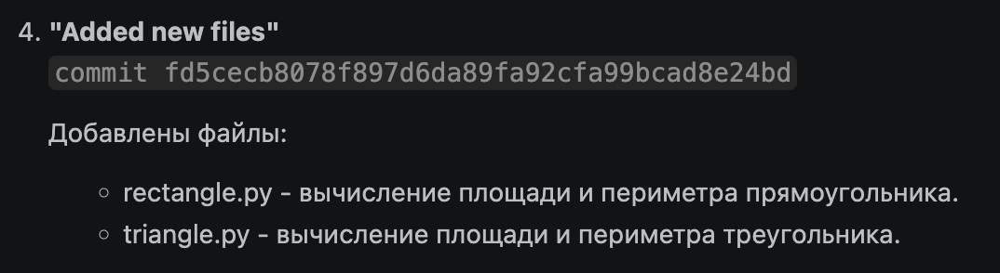 4. "Added new files"
commit fd5cecb8078f897d6da89fa92cfa99bcad8e24bd
Добавлены файлы:
rectangle.py - вычисление площади и периметра прямоугольника.
triangle.py - вычисление площади и периметра треугольника.